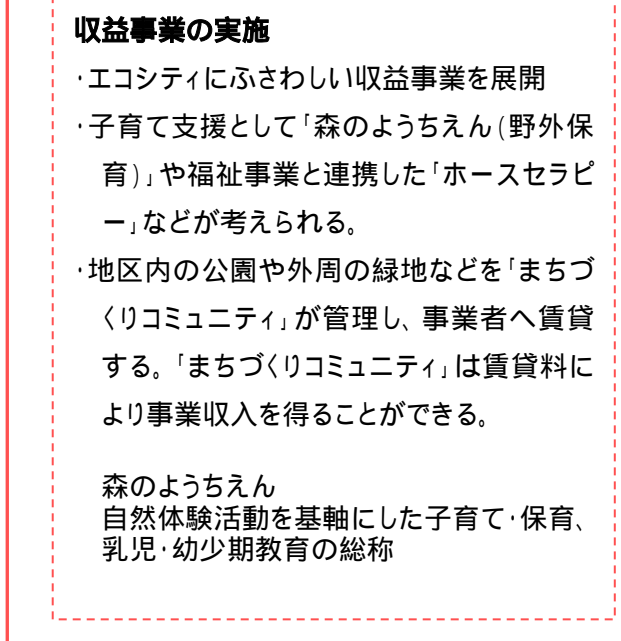 収益事業の実施
・エコシティにふさわしい収益事業を展開
・子育て支援として「森のようちえん(野外保
育)」や福祉事業と連携した「ホースセラピ
ー」などが考えられる。
・地区内の公園や外周の緑地などを「まちづ
くりコミュニティ」が管理し、事業者へ賃貸
する。「まちづくりコミュニティ」は賃貸料に
より事業収入を得ることができる。
森のようちえん
自然体験活動を基軸にした子育て・保育、
乳児・幼少期教育の総称